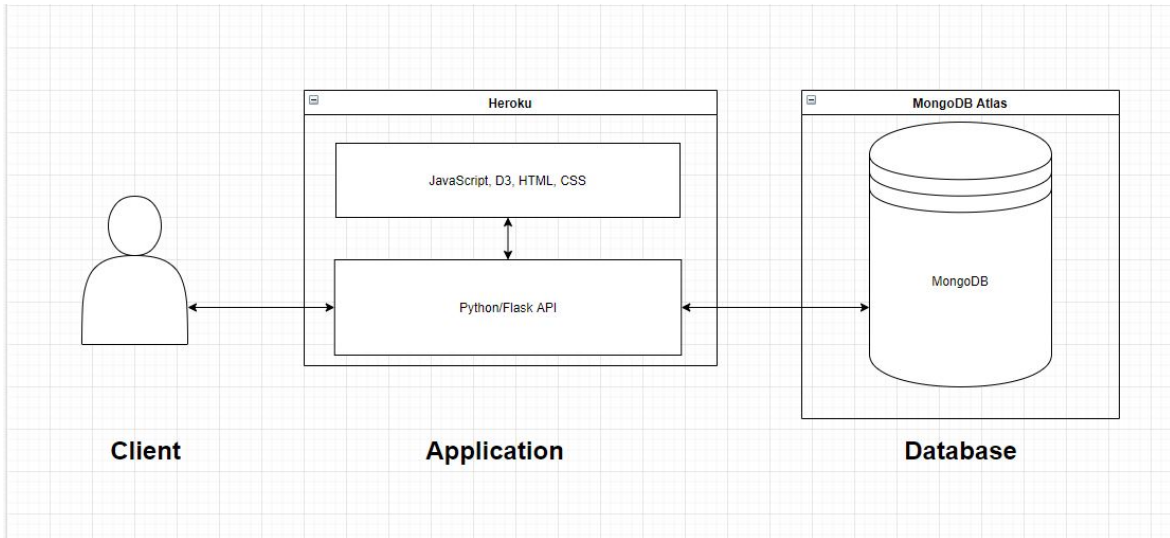 Heroku
MongoDB Atlas
JavaScript, D3, HTML, CSS
MongoDB
Python/Flask API
Client
Application
Database